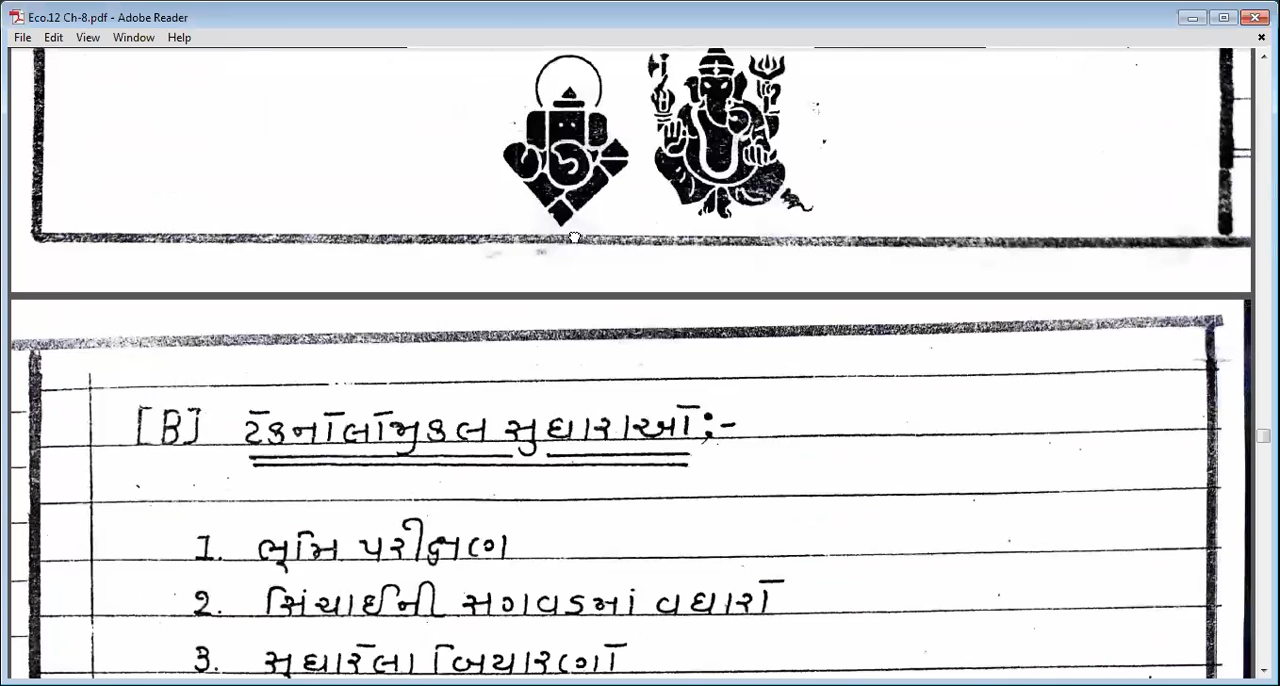 Eco.12 Ch-8.pdf - Adobe Reader
File Edit View Window Help
[B] ટેકનોલોજીકલ સુધારાઓ:-
1. ભૂમિ પરીક્ષણ
2. સિંચાઈની સગવડમાં વધારો
3. સુધારેલા બિયારણો